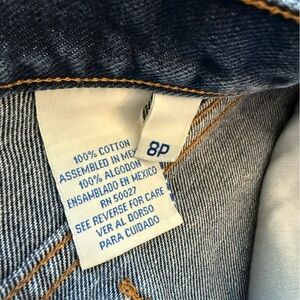 100% COTTON
ASSEMBLED IN MEX
100% ALGODON
ENSAMBLADO EN MEXICO
RN 50027
SEE REVERSE FOR CARE
VER AL DORSO
PARA CUIDADO
8P